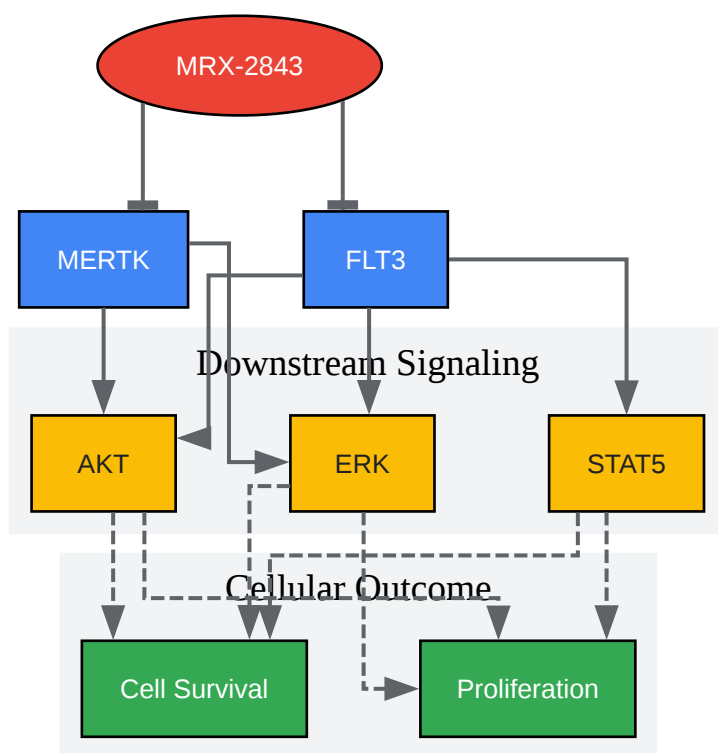 MRX-2843
MERTK
FLT3
Downstream Signaling
AKT
ERK
STAT5
Cellular Outcome
Cell Survival
Proliferation